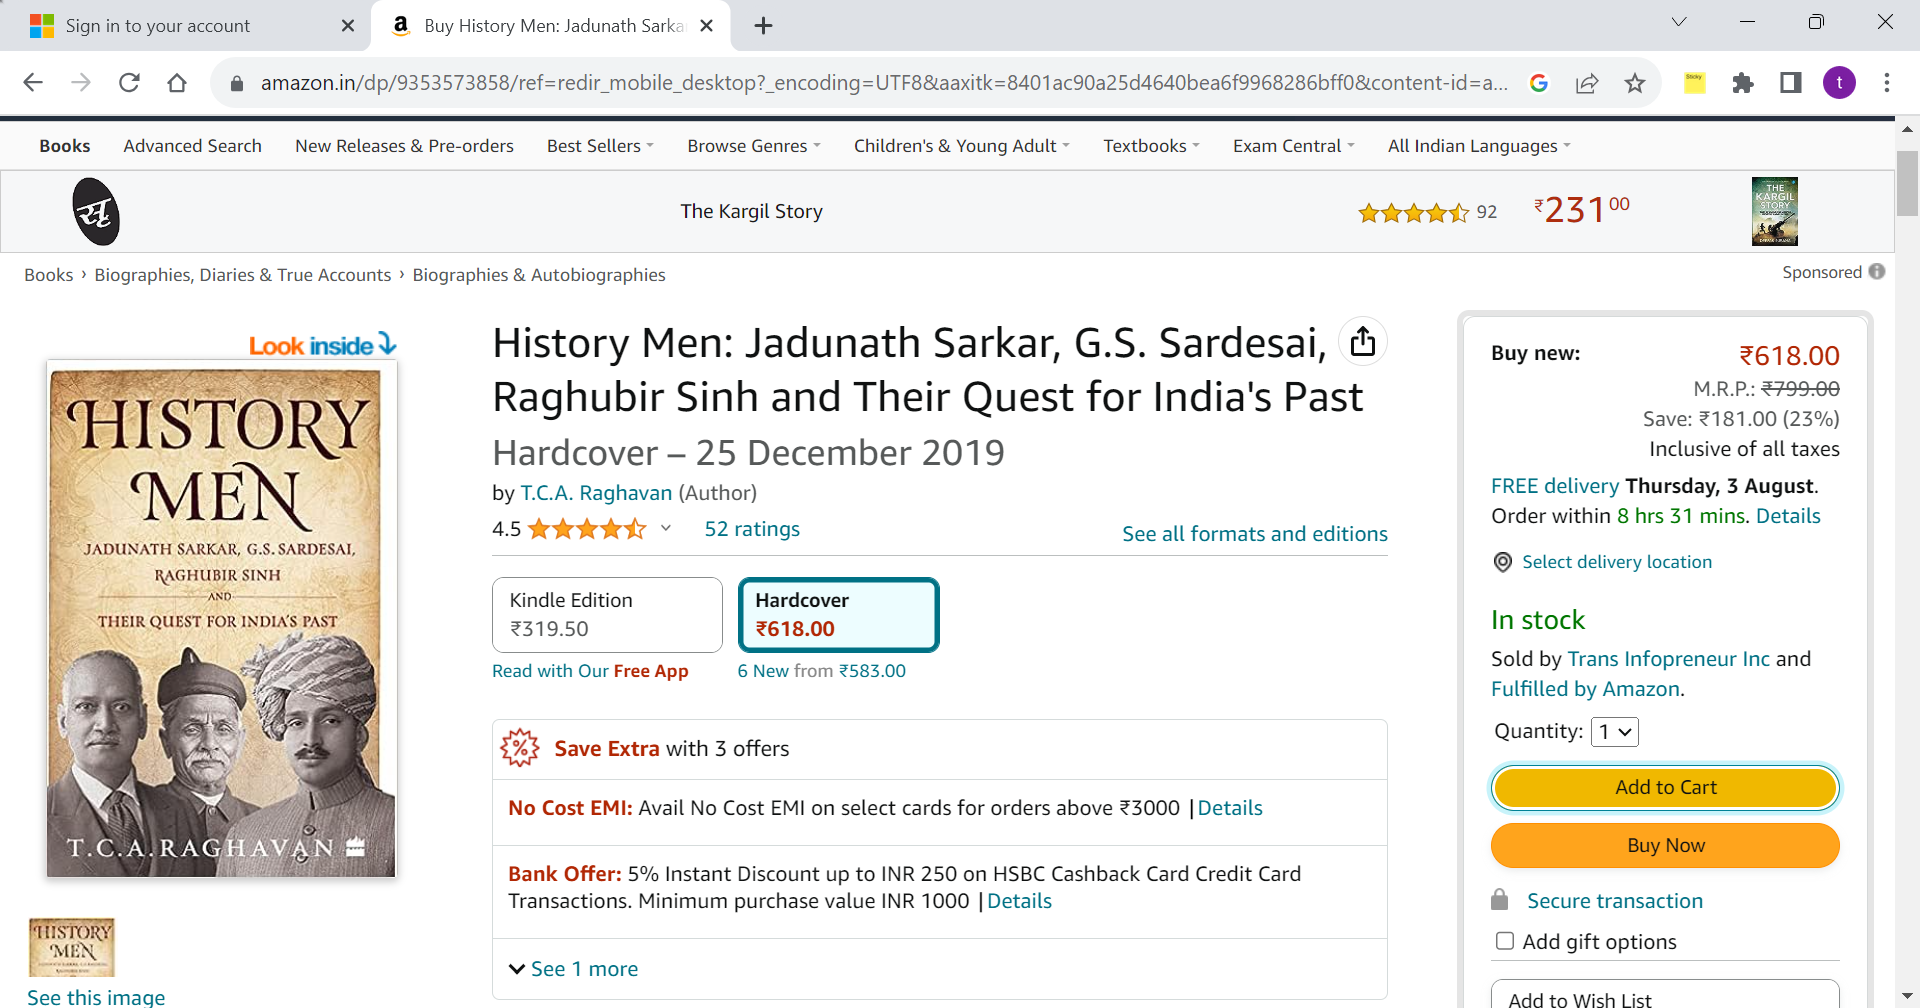 Sign in to your account
Buy History Men: Jadunath Sarka
amazon.in/dp/9353573858/ref=redir_mobile_desktop?_encoding=UTF8&aaxitk=8401ac90a25d4640bea6f9968286bff0&content-id=a...
Sticky
t
Books Advanced Search New Releases & Pre-orders Best Sellers Browse Genres Children's & Young Adult Textbooks Exam Central All Indian Languages
सृ
The Kargil Story
92
₹23100
THE
KARGIL
STORY
Books › Biographies, Diaries & True Accounts › Biographies & Autobiographies
Sponsored
Look inside
HISTORY
MEN
JADUNATH SARKAR, G.S. SARDESAI,
RAGHUBIR SINH
AND
THEIR QUEST FOR INDIA'S PAST
T.C.A. RAGHAVAN
HISTORY
MEN
See this image
History Men: Jadunath Sarkar, G.S. Sardesai,
Raghubir Sinh and Their Quest for India's Past
Hardcover – 25 December 2019
by T.C.A. Raghavan (Author)
4.5 52 ratings
See all formats and editions
Kindle Edition
₹319.50
Read with Our Free App
Hardcover
₹618.00
6 New from ₹583.00
Save Extra with 3 offers
No Cost EMI: Avail No Cost EMI on select cards for orders above ₹3000 | Details
Bank Offer: 5% Instant Discount up to INR 250 on HSBC Cashback Card Credit Card
Transactions. Minimum purchase value INR 1000 | Details
See 1 more
Buy new: ₹618.00
M.R.P.: ₹799.00
Save: ₹181.00 (23%)
Inclusive of all taxes
FREE delivery Thursday, 3 August.
Order within 8 hrs 31 mins. Details
Select delivery location
In stock
Sold by Trans Infopreneur Inc and
Fulfilled by Amazon.
Quantity: 1
Add to Cart
Buy Now
Secure transaction
Add gift options
Add to Wish List